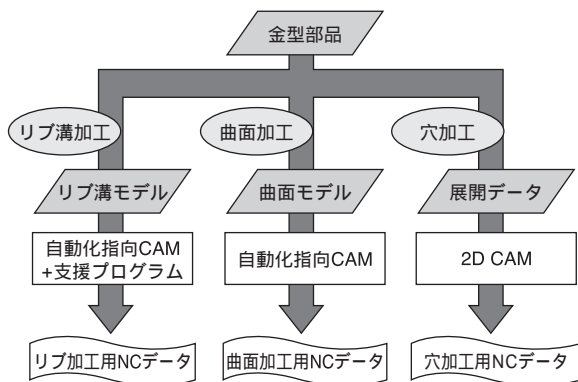 金型部品
リブ溝加工
曲面加工
穴加工
リブ溝モデル
曲面モデル
展開データ
自動化指向CAM
+支援プログラム
自動化指向CAM
2D CAM
リブ加工用NCデータ
曲面加工用NCデータ
穴加工用NCデータ